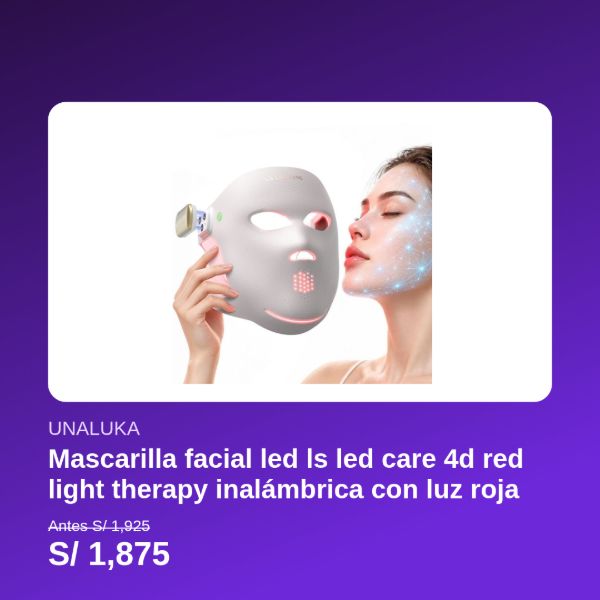 UNALUKA
Mascarilla facial led ls led care 4d red
light therapy inalámbrica con luz roja
Antes S/ 1,925
S/ 1,875